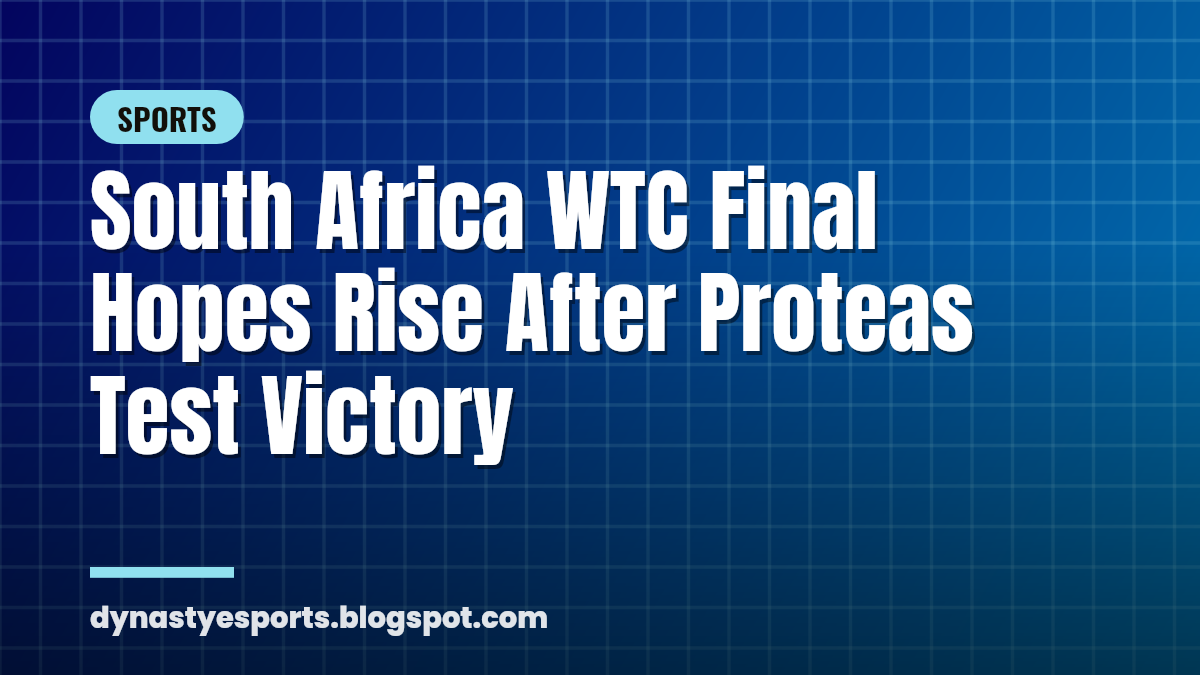 SPORTS
South Africa WTC Final
Hopes Rise After Proteas
Test Victory
dynastyesports.blogspot.com